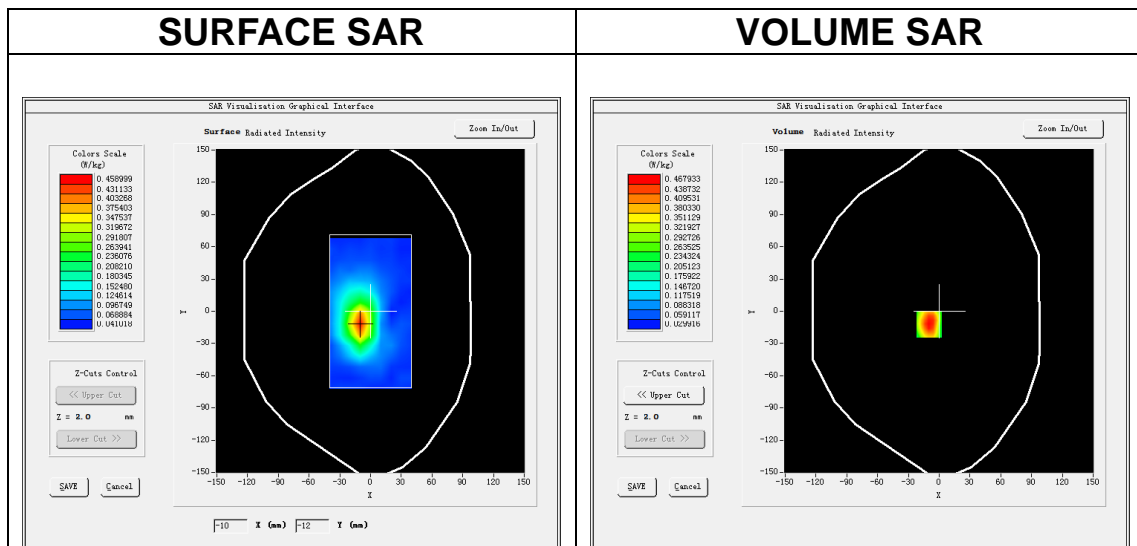 SURFACE SAR
VOLUME SAR
SAR Visualisation Graphical Interface
Surface Radiated Intensity
Zoom In/Out
Colors Scale
(W/kg)
0.458999
0.431133
0.403268
0.375403
0.347537
0.319672
0.291807
0.263941
0.236076
0.208210
0.180345
0.152480
0.124614
0.096749
0.068884
0.041018
150
120
90
60
30
0
-30
-60
-90
-120
-150
Y
-150 -120 -90 -60 -30 0 30 60 90 120 150
X
Z-Cuts Control
<< Upper Cut
Z = 2.0 mm
Lower Cut >>
SAVE Cancel
-10 X (mm) -12 Y (mm)
SAR Visualisation Graphical Interface
Volume Radiated Intensity
Zoom In/Out
Colors Scale
(W/kg)
0.467933
0.438732
0.409531
0.380330
0.351129
0.321927
0.292726
0.263525
0.234324
0.205123
0.175922
0.146720
0.117519
0.088318
0.059117
0.029916
150
120
90
60
30
0
-30
-60
-90
-120
-150
Y
-150 -120 -90 -60 -30 0 30 60 90 120 150
X
Z-Cuts Control
<< Upper Cut
Z = 2.0 mm
Lower Cut >>
SAVE Cancel